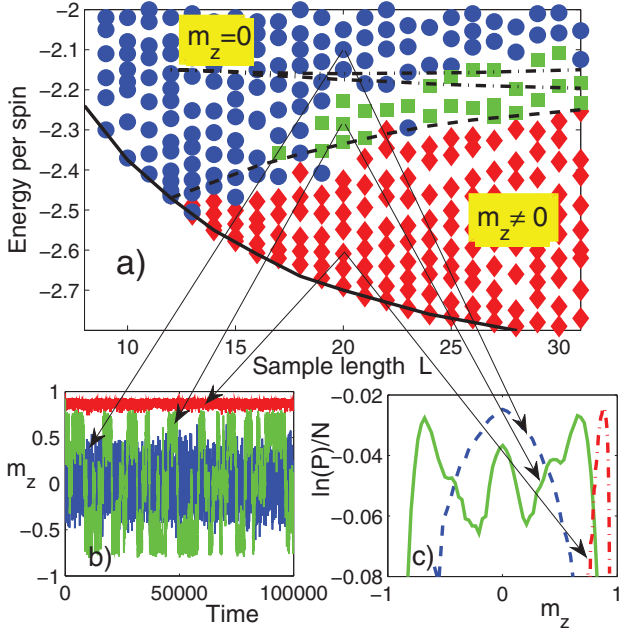 −2
m_z=0
−2.1
−2.2
−2.3
−2.4
−2.5
−2.6
−2.7
Energy per spin
m_z≠ 0
a)
10
15
20
25
30
Sample length L
1
0.5
0
−0.5
−1
m_z
b)
0
50000
100000
Time
−0.02
−0.04
−0.06
−0.08
ln(P)/N
c)
−1
0
1
m_z